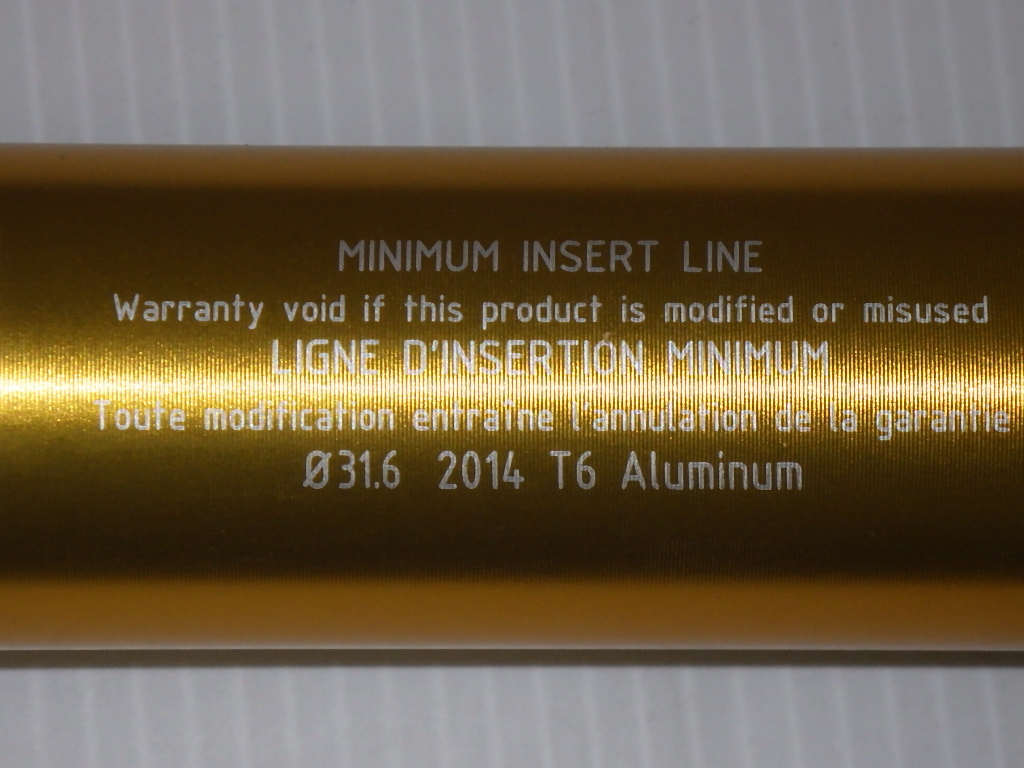 MINIMUM INSERT LINE
Warranty void if this product is modified or misused
LIGNE D'INSERTION MINIMUM
Toute modification entraîne l'annulation de la garantie
Ø31.6 2014 T6 Aluminum